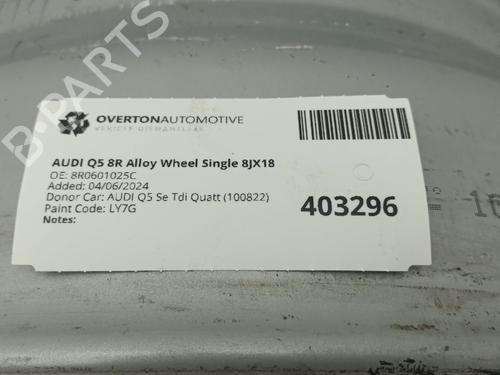 OVERTONAUTOMOTIVE
VEHICLE DISMANTLERS
AUDI Q5 8R Alloy Wheel Single 8JX18
OE: 8R0601025C
Added: 04/06/2024
Donor Car: AUDI Q5 Se Tdi Quatt (100822)
Paint Code: LY7G
Notes:
403296
B-PARTS